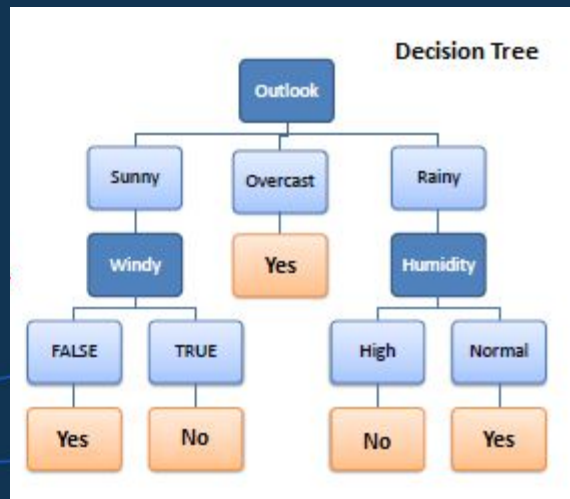 Decision Tree
Outlook
Sunny
Overcast
Rainy
Windy
Yes
Humidity
FALSE
TRUE
High
Normal
Yes
No
No
Yes